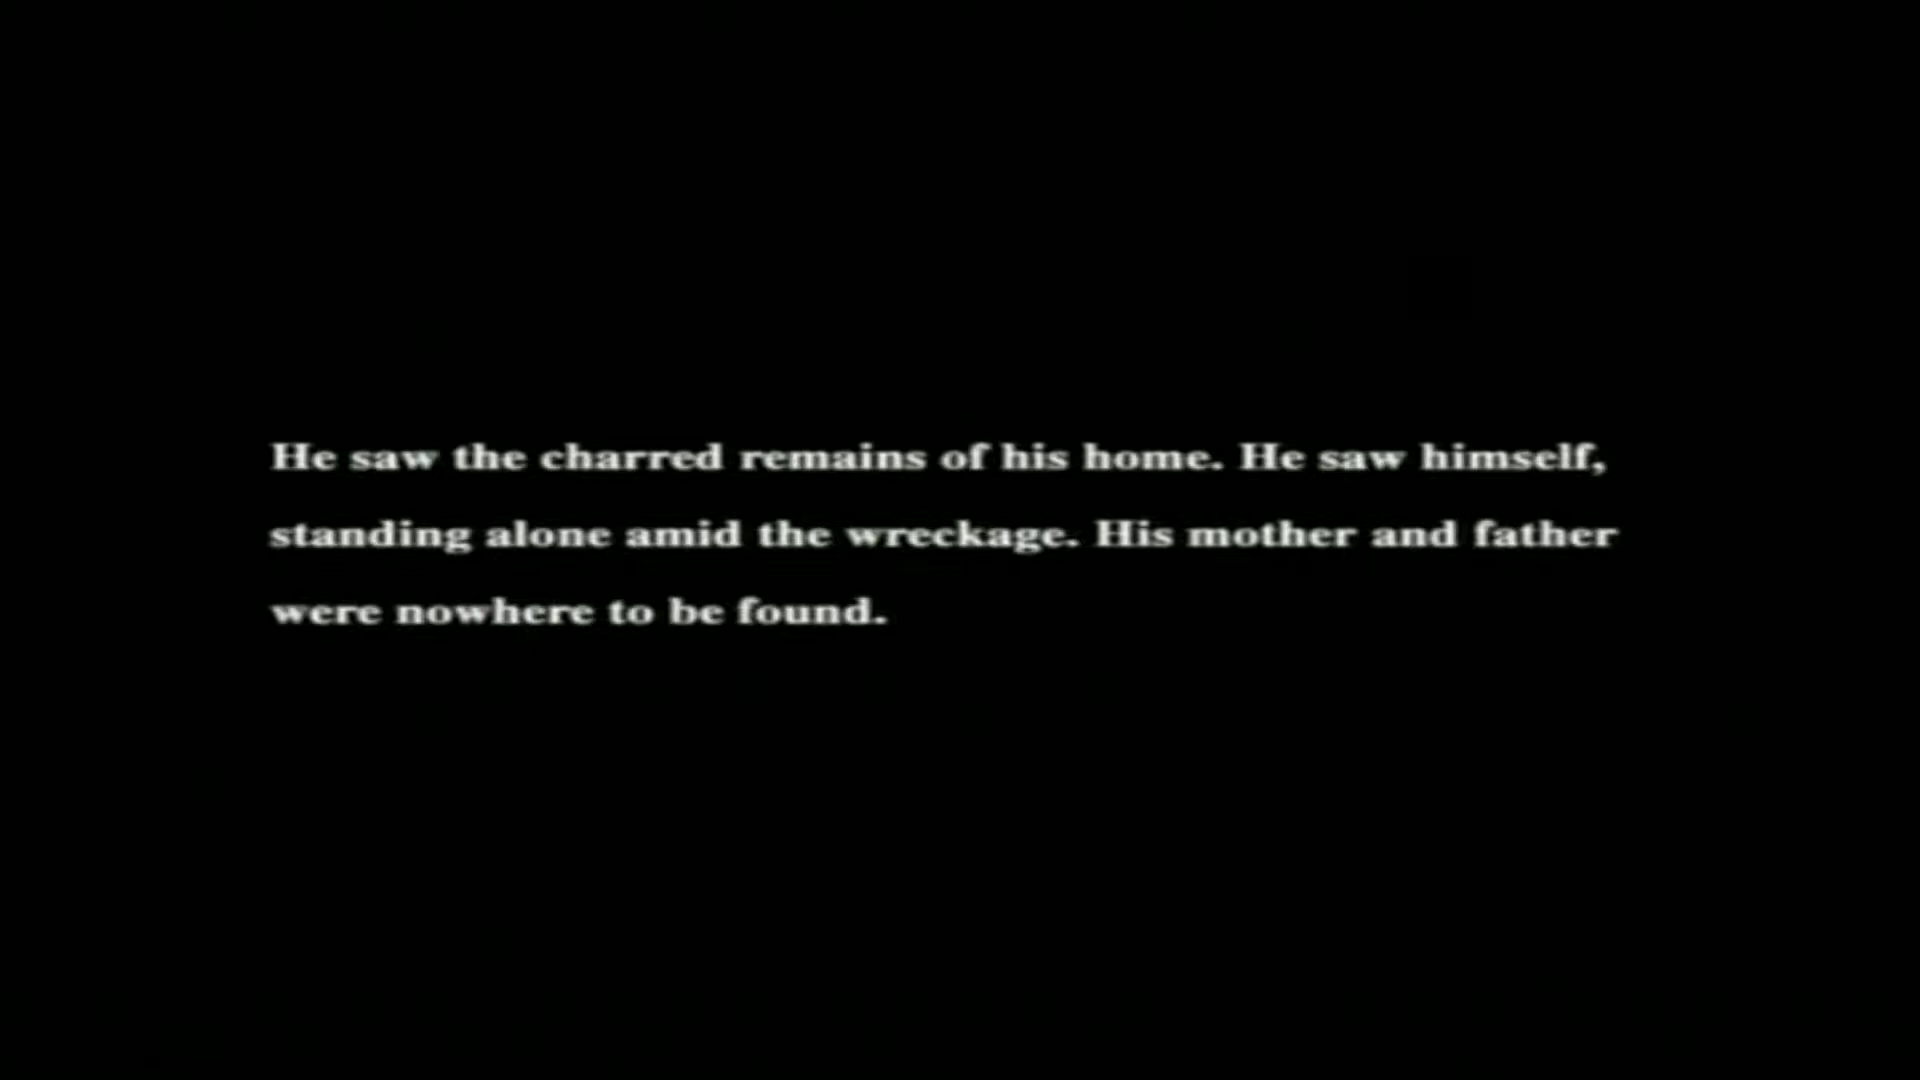 He saw the charred remains of his home. He saw himself,
standing alone amid the wreckage. His mother and father
were nowhere to be found.